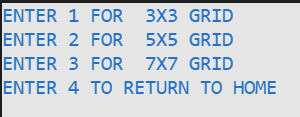 ENTER 1 FOR  3X3 GRID
ENTER 2 FOR  5X5 GRID
ENTER 3 FOR  7X7 GRID
ENTER 4 TO RETURN TO HOME